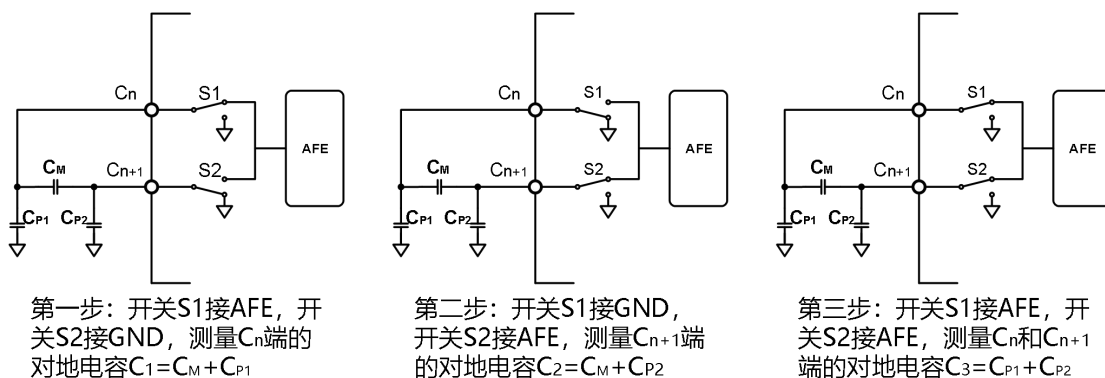 Cn
S1
AFE
CM
Cn+1
S2
CP1
CP2
第一步：开关S1接AFE，开
关S2接GND，测量Cn端的
对地电容C1=CM+CP1
Cn
S1
AFE
CM
Cn+1
S2
CP1
CP2
第二步：开关S1接GND，
开关S2接AFE，测量Cn+1端
的对地电容C2=CM+CP2
Cn
S1
AFE
CM
Cn+1
S2
CP1
CP2
第三步：开关S1接AFE，开
关S2接AFE，测量Cn和Cn+1
端的对地电容C3=CP1+CP2